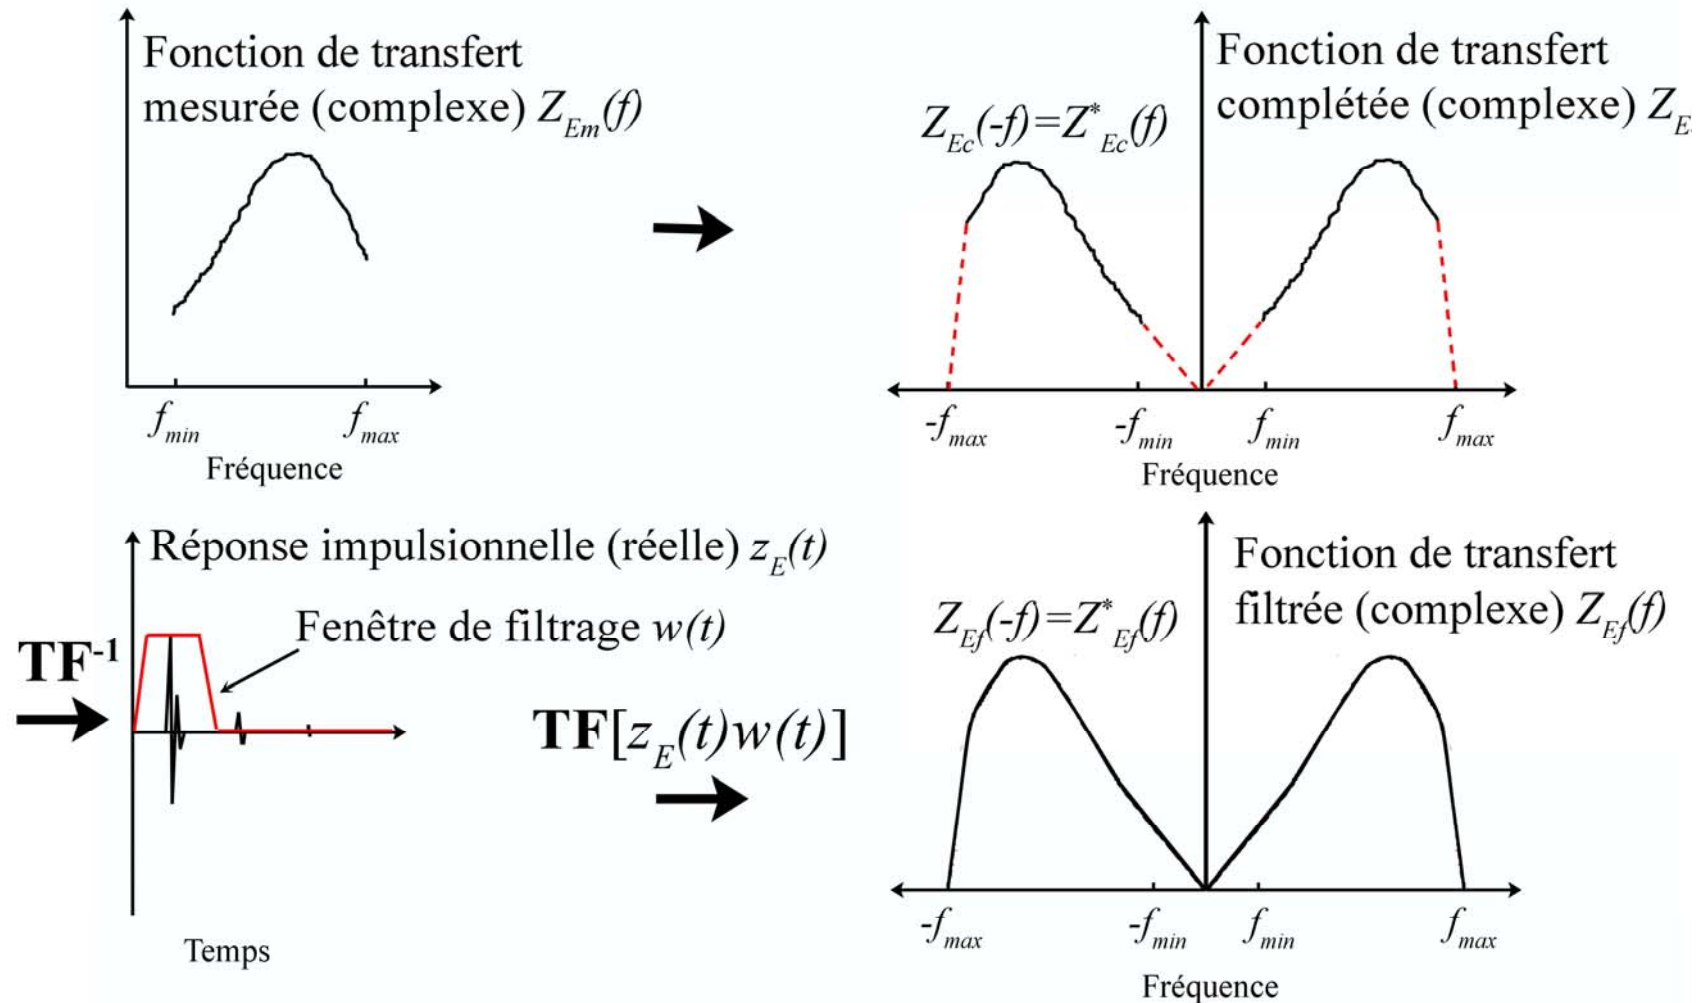 Fonction de transfert
mesurée (complexe) Z_Em(f)
f_min
f_max
Fréquence
Fonction de transfert
complétée (complexe) Z_E
Z_Ec(-f)=Z*_Ec(f)
-f_max
-f_min
f_min
f_max
Fréquence
TF-1
Réponse impulsionnelle (réelle) z_E(t)
Fenêtre de filtrage w(t)
Temps
TF[z_E(t)w(t)]
Fonction de transfert
filtrée (complexe) Z_Ef(f)
Z_Ef(-f)=Z*_Ef(f)
-f_max
-f_min
f_min
f_max
Fréquence